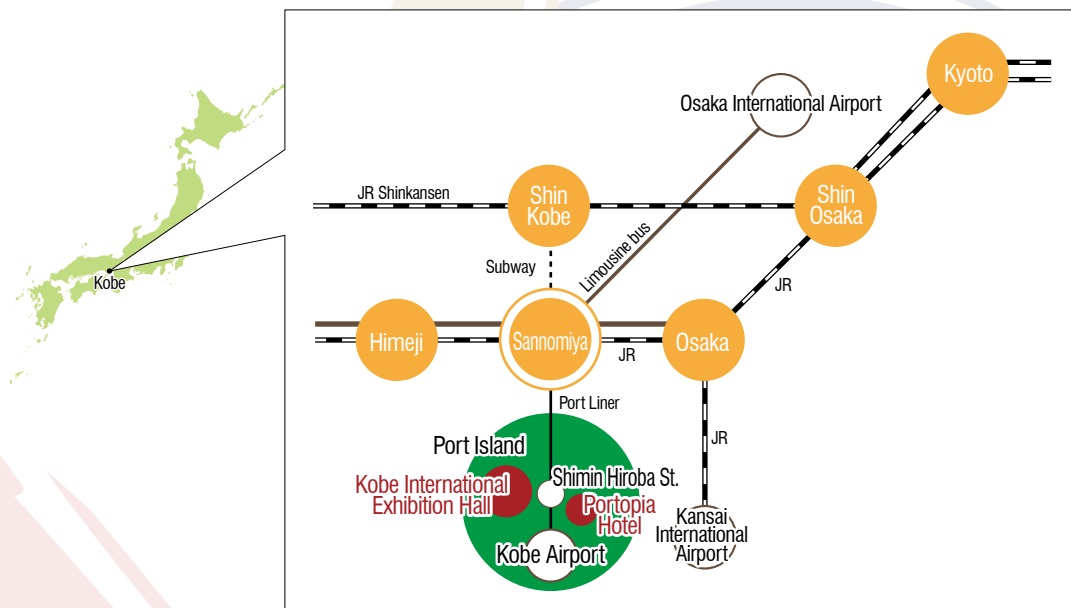 Kyoto
Osaka International Airport
JR Shinkansen
Shin
Kobe
Shin
Osaka
Limousine bus
Subway
Kobe
JR
Himeji
Sannomiya
JR
Osaka
Port Liner
Port Island
JR
Kobe International
Exhibition Hall
Shimin Hiroba St.
Portopia
Hotel
Kansai
International
Airport
Kobe Airport